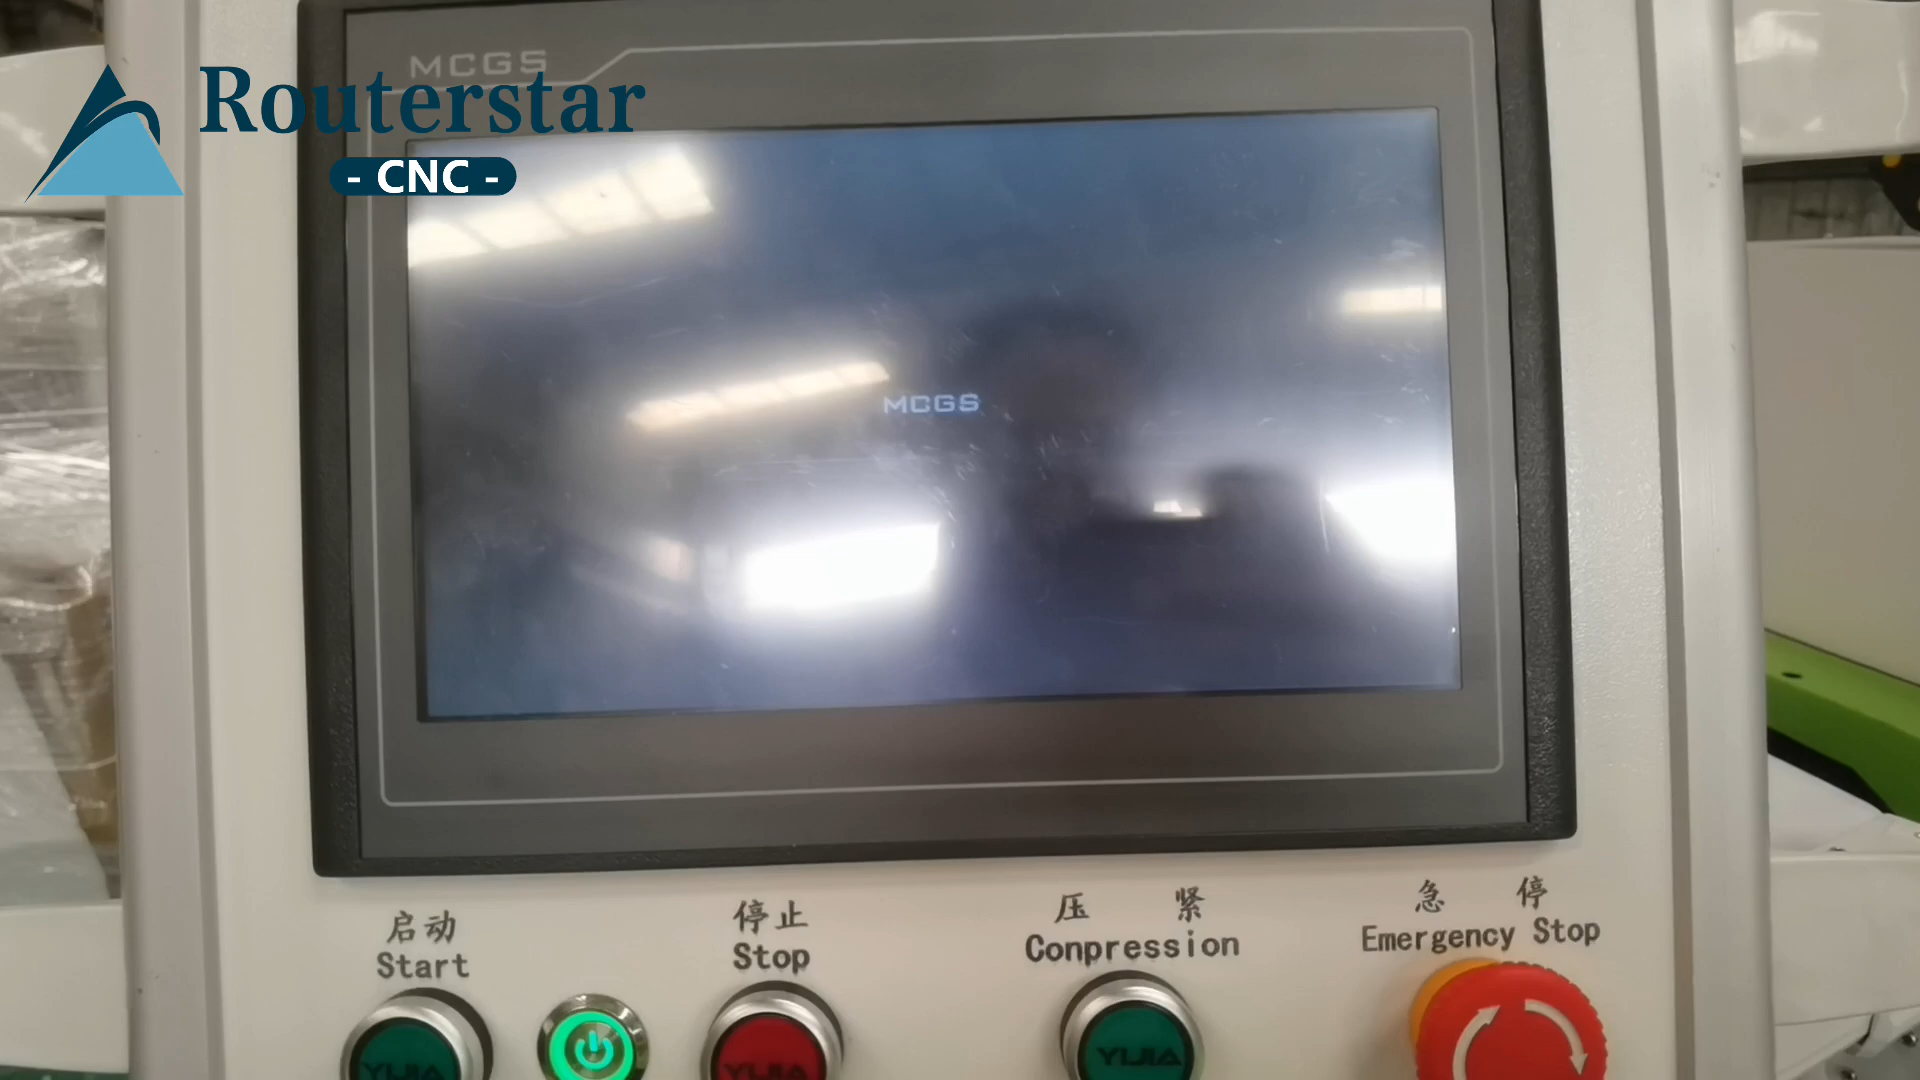 MCGS
Routerstar
- CNC -
MCGS
启动
Start
停止
Stop
压 紧
Conpression
急 停
Emergency Stop
YIJIA
YIJIA
YIJIA